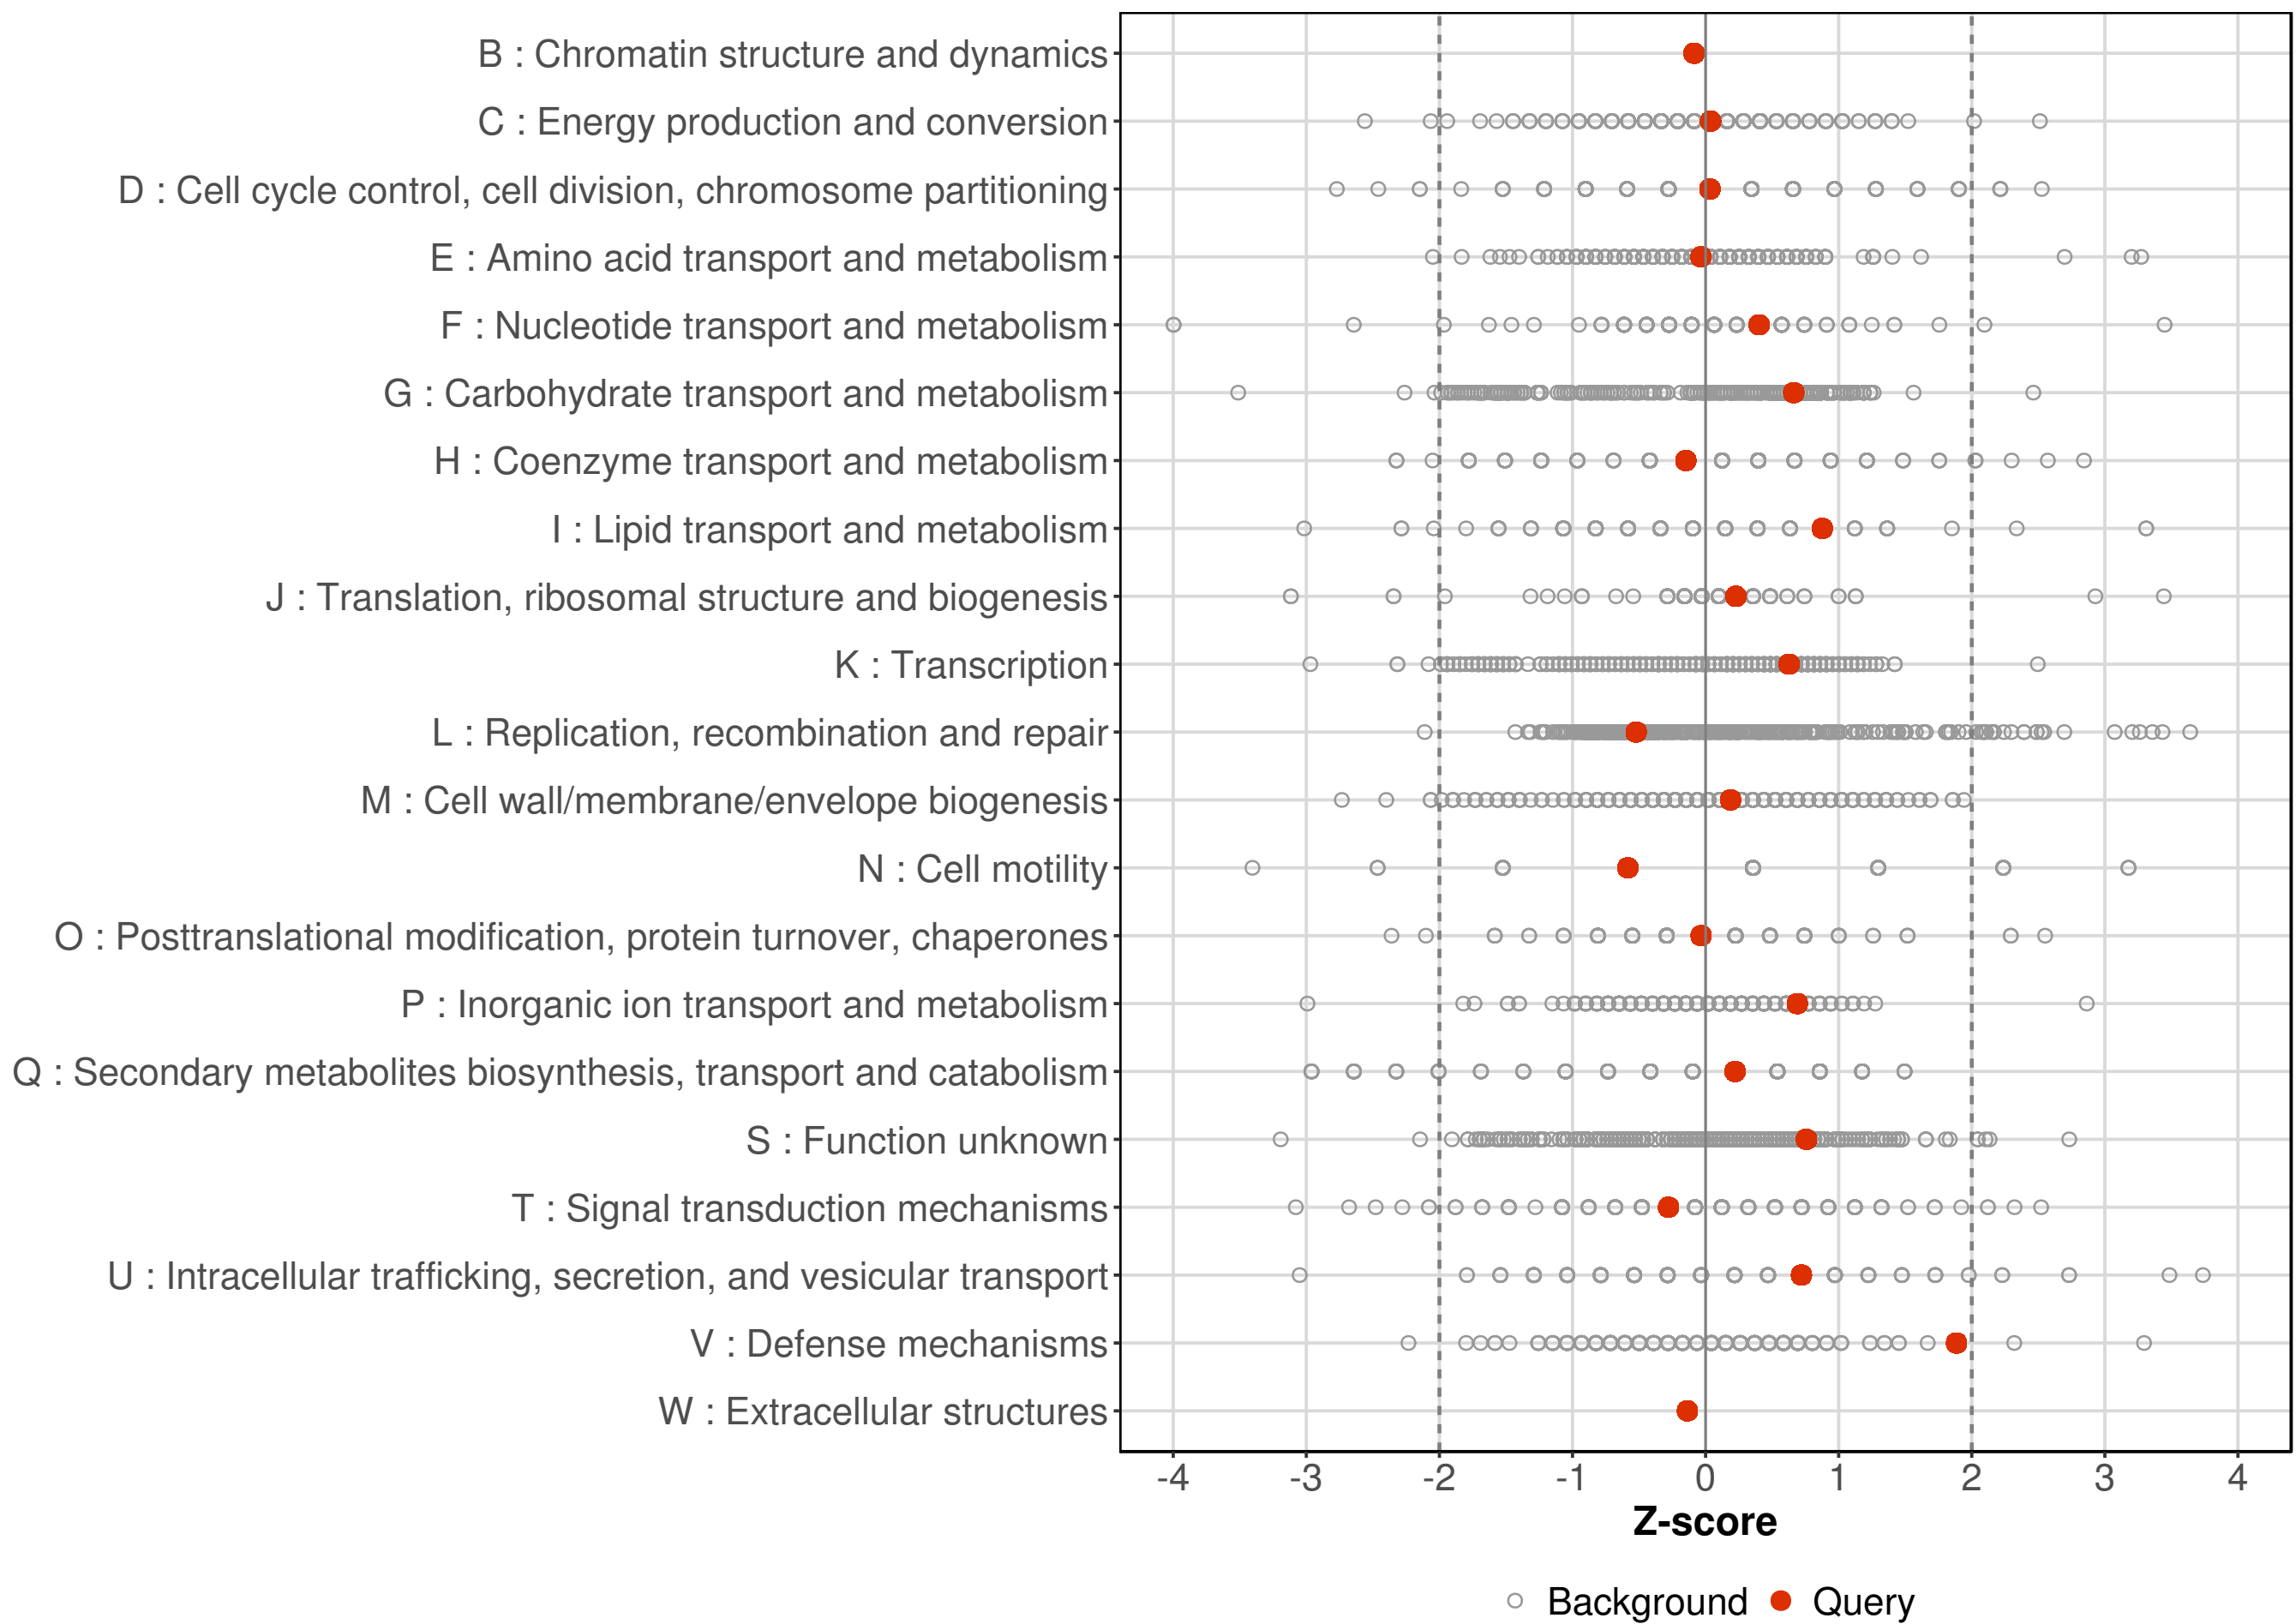 B : Chromatin structure and dynamics
C : Energy production and conversion
D : Cell cycle control, cell division, chromosome partitioning
E : Amino acid transport and metabolism
F : Nucleotide transport and metabolism
G : Carbohydrate transport and metabolism
H : Coenzyme transport and metabolism
I : Lipid transport and metabolism
J : Translation, ribosomal structure and biogenesis
K : Transcription
L : Replication, recombination and repair
M : Cell wall/membrane/envelope biogenesis
N : Cell motility
O : Posttranslational modification, protein turnover, chaperones
P : Inorganic ion transport and metabolism
Q : Secondary metabolites biosynthesis, transport and catabolism
S : Function unknown
T : Signal transduction mechanisms
U : Intracellular trafficking, secretion, and vesicular transport
V : Defense mechanisms
W : Extracellular structures
-4 -3 -2 -1 0 1 2 3 4
Z-score
Background Query